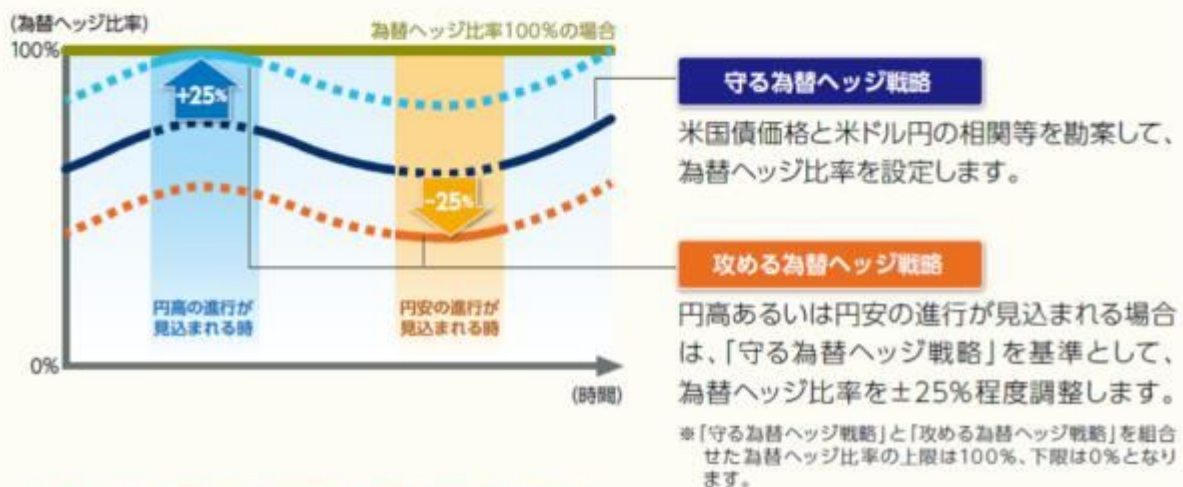 (為替ヘッジ比率)
100%
為替ヘッジ比率100%の場合
+25%
-25%
円高の進行が
見込まれる時
円安の進行が
見込まれる時
0%
(時間)
守る為替ヘッジ戦略
米国債価格と米ドル円の相関等を勘案して、
為替ヘッジ比率を設定します。
攻める為替ヘッジ戦略
円高あるいは円安の進行が見込まれる場合
は、「守る為替ヘッジ戦略」を基準として、
為替ヘッジ比率を±25%程度調整します。
※「守る為替ヘッジ戦略」と「攻める為替ヘッジ戦略」を組合
せた為替ヘッジ比率の上限は100%、下限は0%となり
ます。